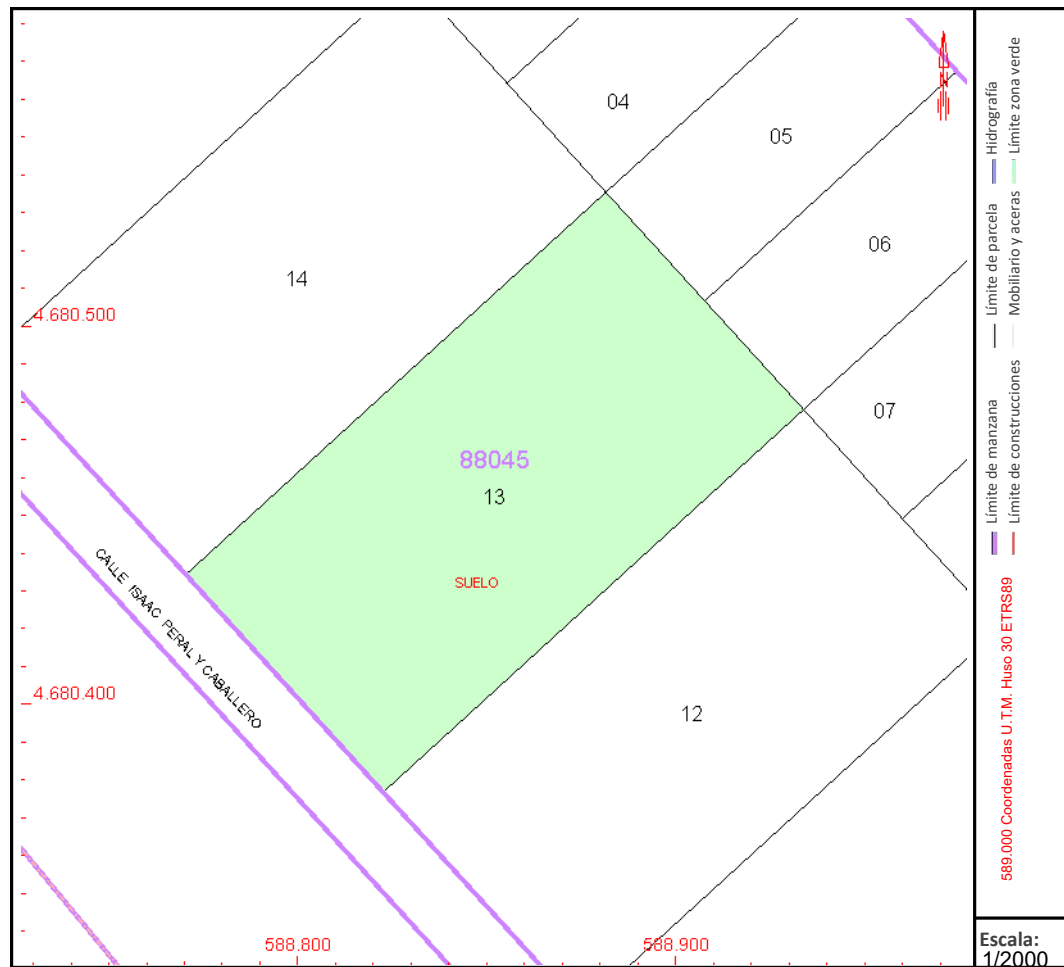 04
05
06
14
4.680.500
07
88045
13
SUELO
CALLE ISAAC PERAL Y CABALLERO
4.680.400
12
588.800
588.900
N
Límite de manzana
Límite de parcela
Hidrografía
Límite de construcciones
Mobiliario y aceras
Límite zona verde
589.000 Coordenadas U.T.M. Huso 30 ETRS89
Escala:
1/2000